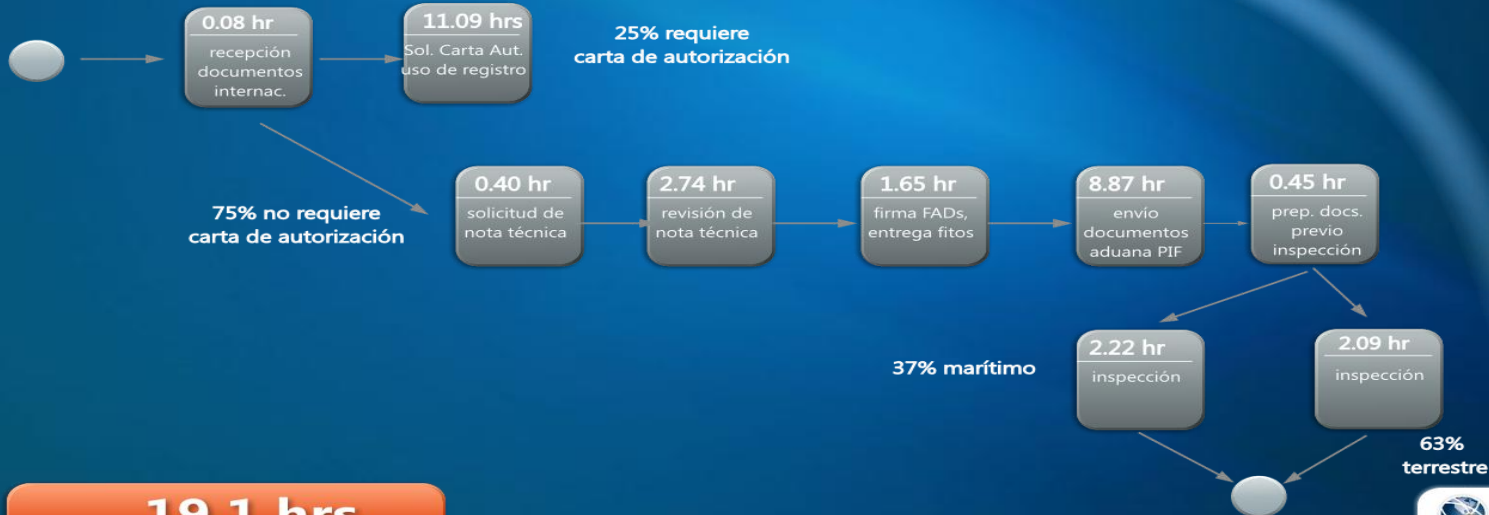 0.08 hr
recepción
documentos
internac.
11.09 hrs
Sol. Carta Aut.
uso de registro
25% requiere
carta de autorización
75% no requiere
carta de autorización
0.40 hr
solicitud de
nota técnica
2.74 hr
revisión de
nota técnica
1.65 hr
firma FADs,
entrega fitos
8.87 hr
envío
documentos
aduana PIF
0.45 hr
prep. docs.
previo
inspección
37% marítimo
2.22 hr
inspección
2.09 hr
inspección
63%
terrestre
19.1 hrs